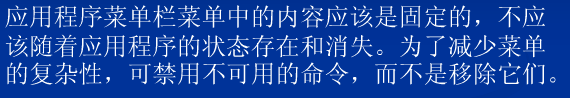 应用程序菜单栏菜单中的内容应该是固定的，不应
该随着应用程序的状态存在和消失。为了减少菜单
的复杂性，可禁用不可用的命令，而不是移除它们。